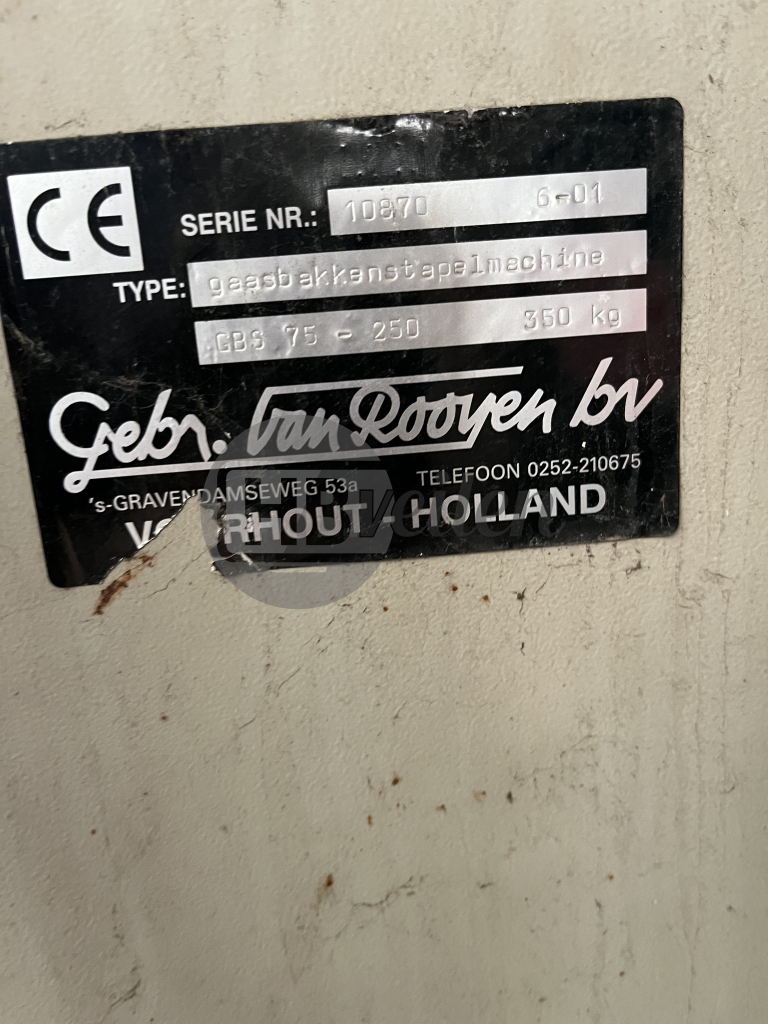 CE
SERIE NR.: 10870 6-01
TYPE: gaasbakkenstapelmachine
GBS 75 - 250 350 kg
Gebr. Van Rooyen bv
's-GRAVENDAMSEWEG 53a TELEFOON 0252-210675
RHOUT - HOLLAND